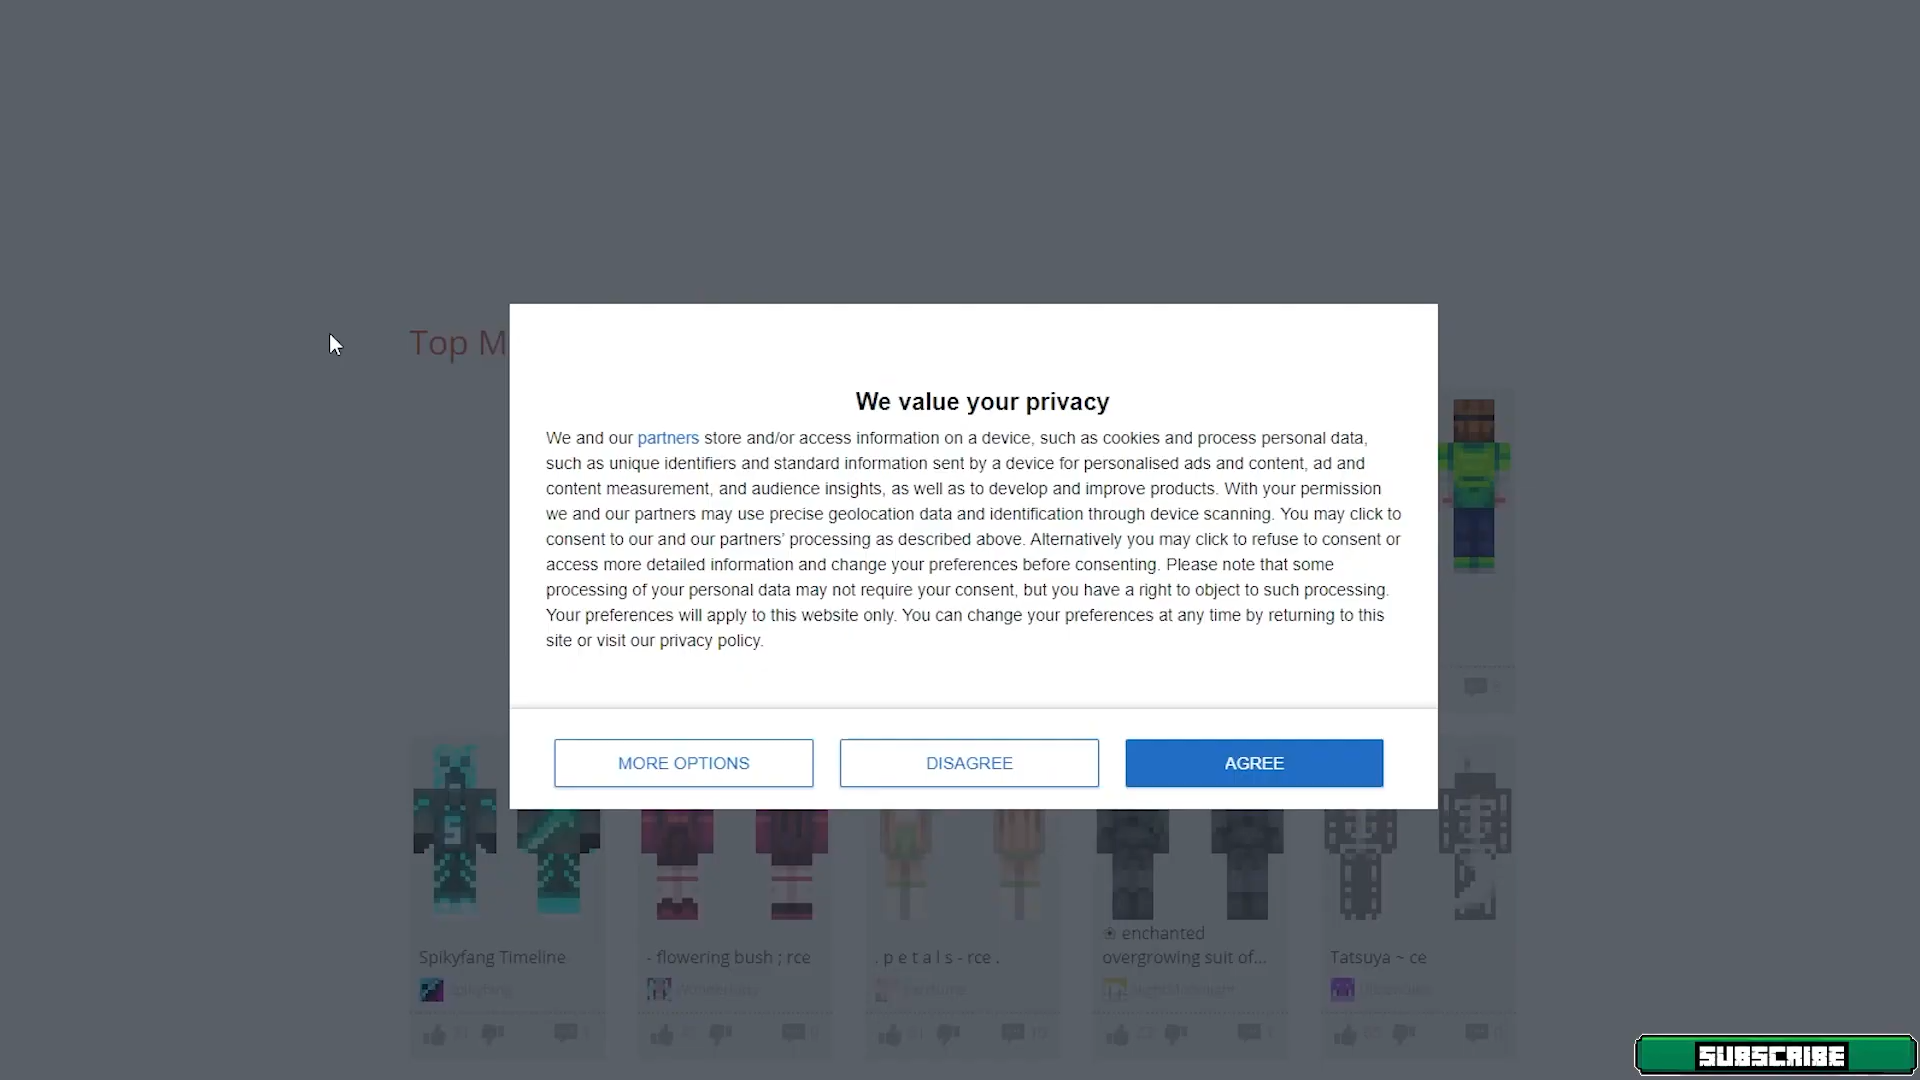 Top M
We value your privacy
We and our partners store and/or access information on a device, such as cookies and process personal data,
such as unique identifiers and standard information sent by a device for personalised ads and content, ad and
content measurement, and audience insights, as well as to develop and improve products. With your permission
we and our partners may use precise geolocation data and identification through device scanning. You may click to
consent to our and our partners’ processing as described above. Alternatively you may click to refuse to consent or
access more detailed information and change your preferences before consenting. Please note that some
processing of your personal data may not require your consent, but you have a right to object to such processing.
Your preferences will apply to this website only. You can change your preferences at any time by returning to this
site or visit our privacy policy.
MORE OPTIONS
DISAGREE
AGREE
S
Spikyfang Timeline
- flowering bush ; rce
. p e t a l s - rce .
enchanted
overgrowing suit of...
Tatsuya ~ ce
SUBSCRIBE